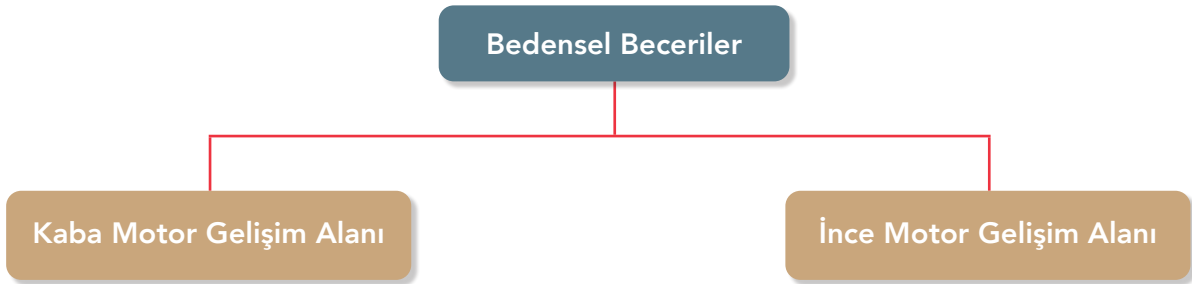 Bedensel Beceriler
Kaba Motor Gelişim Alanı
İnce Motor Gelişim Alanı